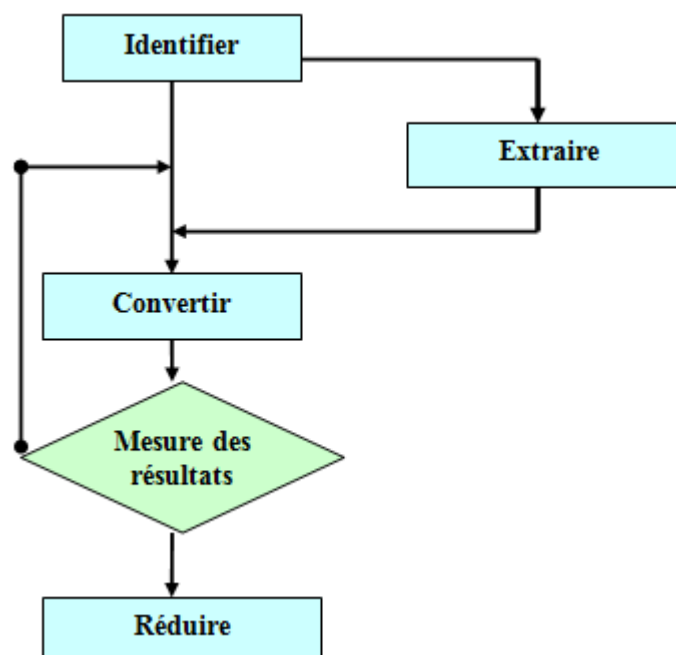 Identifier
Extraire
Convertir
Mesure des
résultats
Réduire